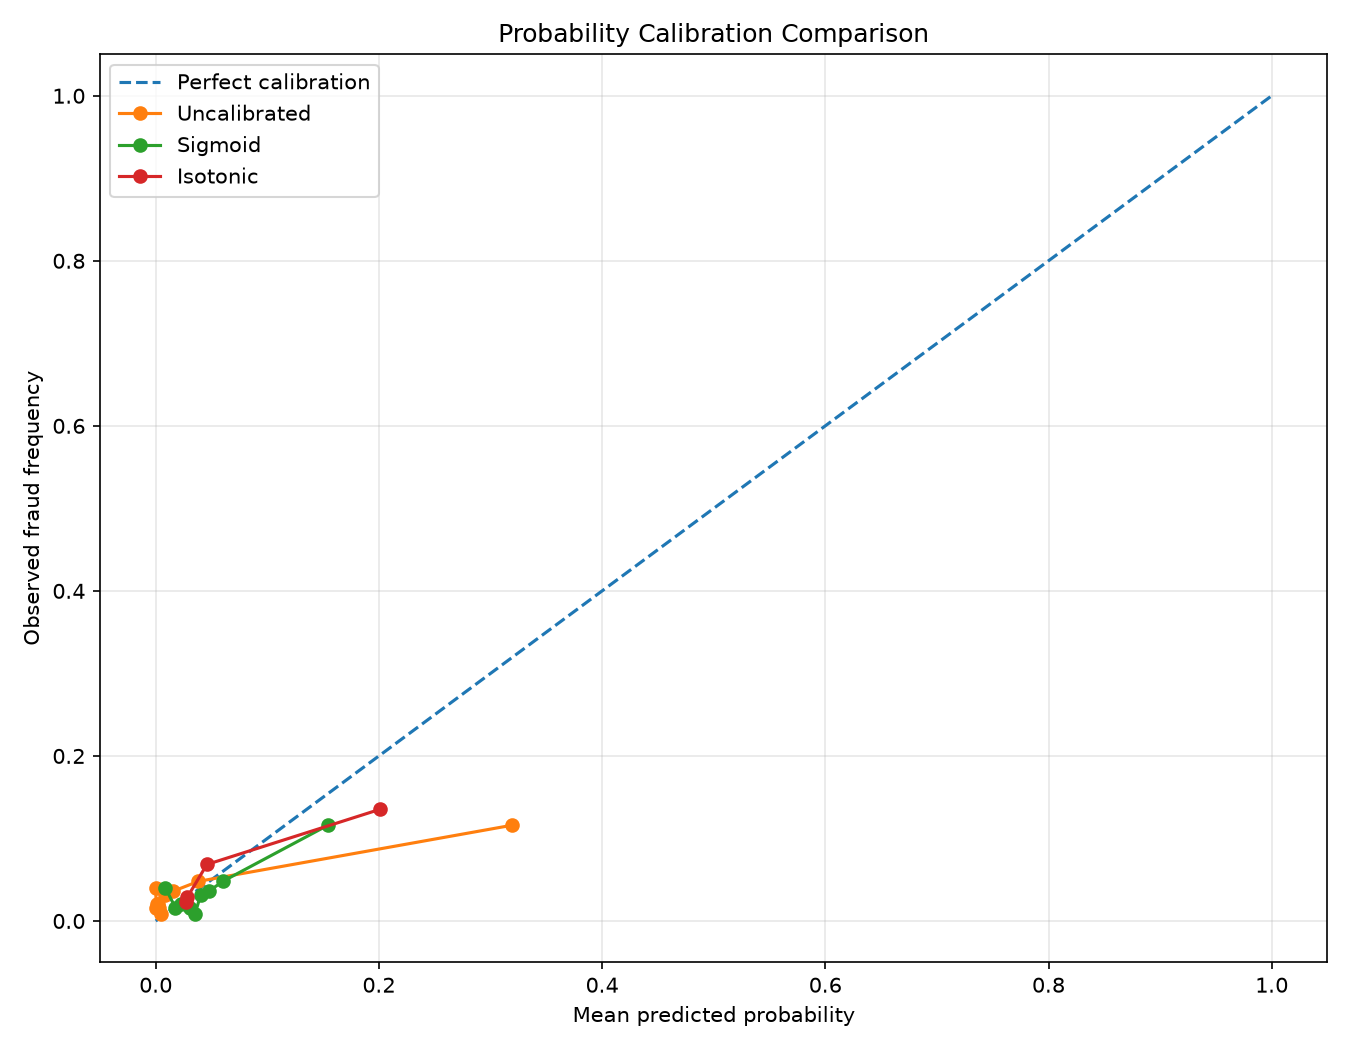 Probability Calibration Comparison
Perfect calibration
Uncalibrated
Sigmoid
Isotonic
1.0
0.8
0.6
0.4
0.2
0.0
Observed fraud frequency
0.0 0.2 0.4 0.6 0.8 1.0
Mean predicted probability